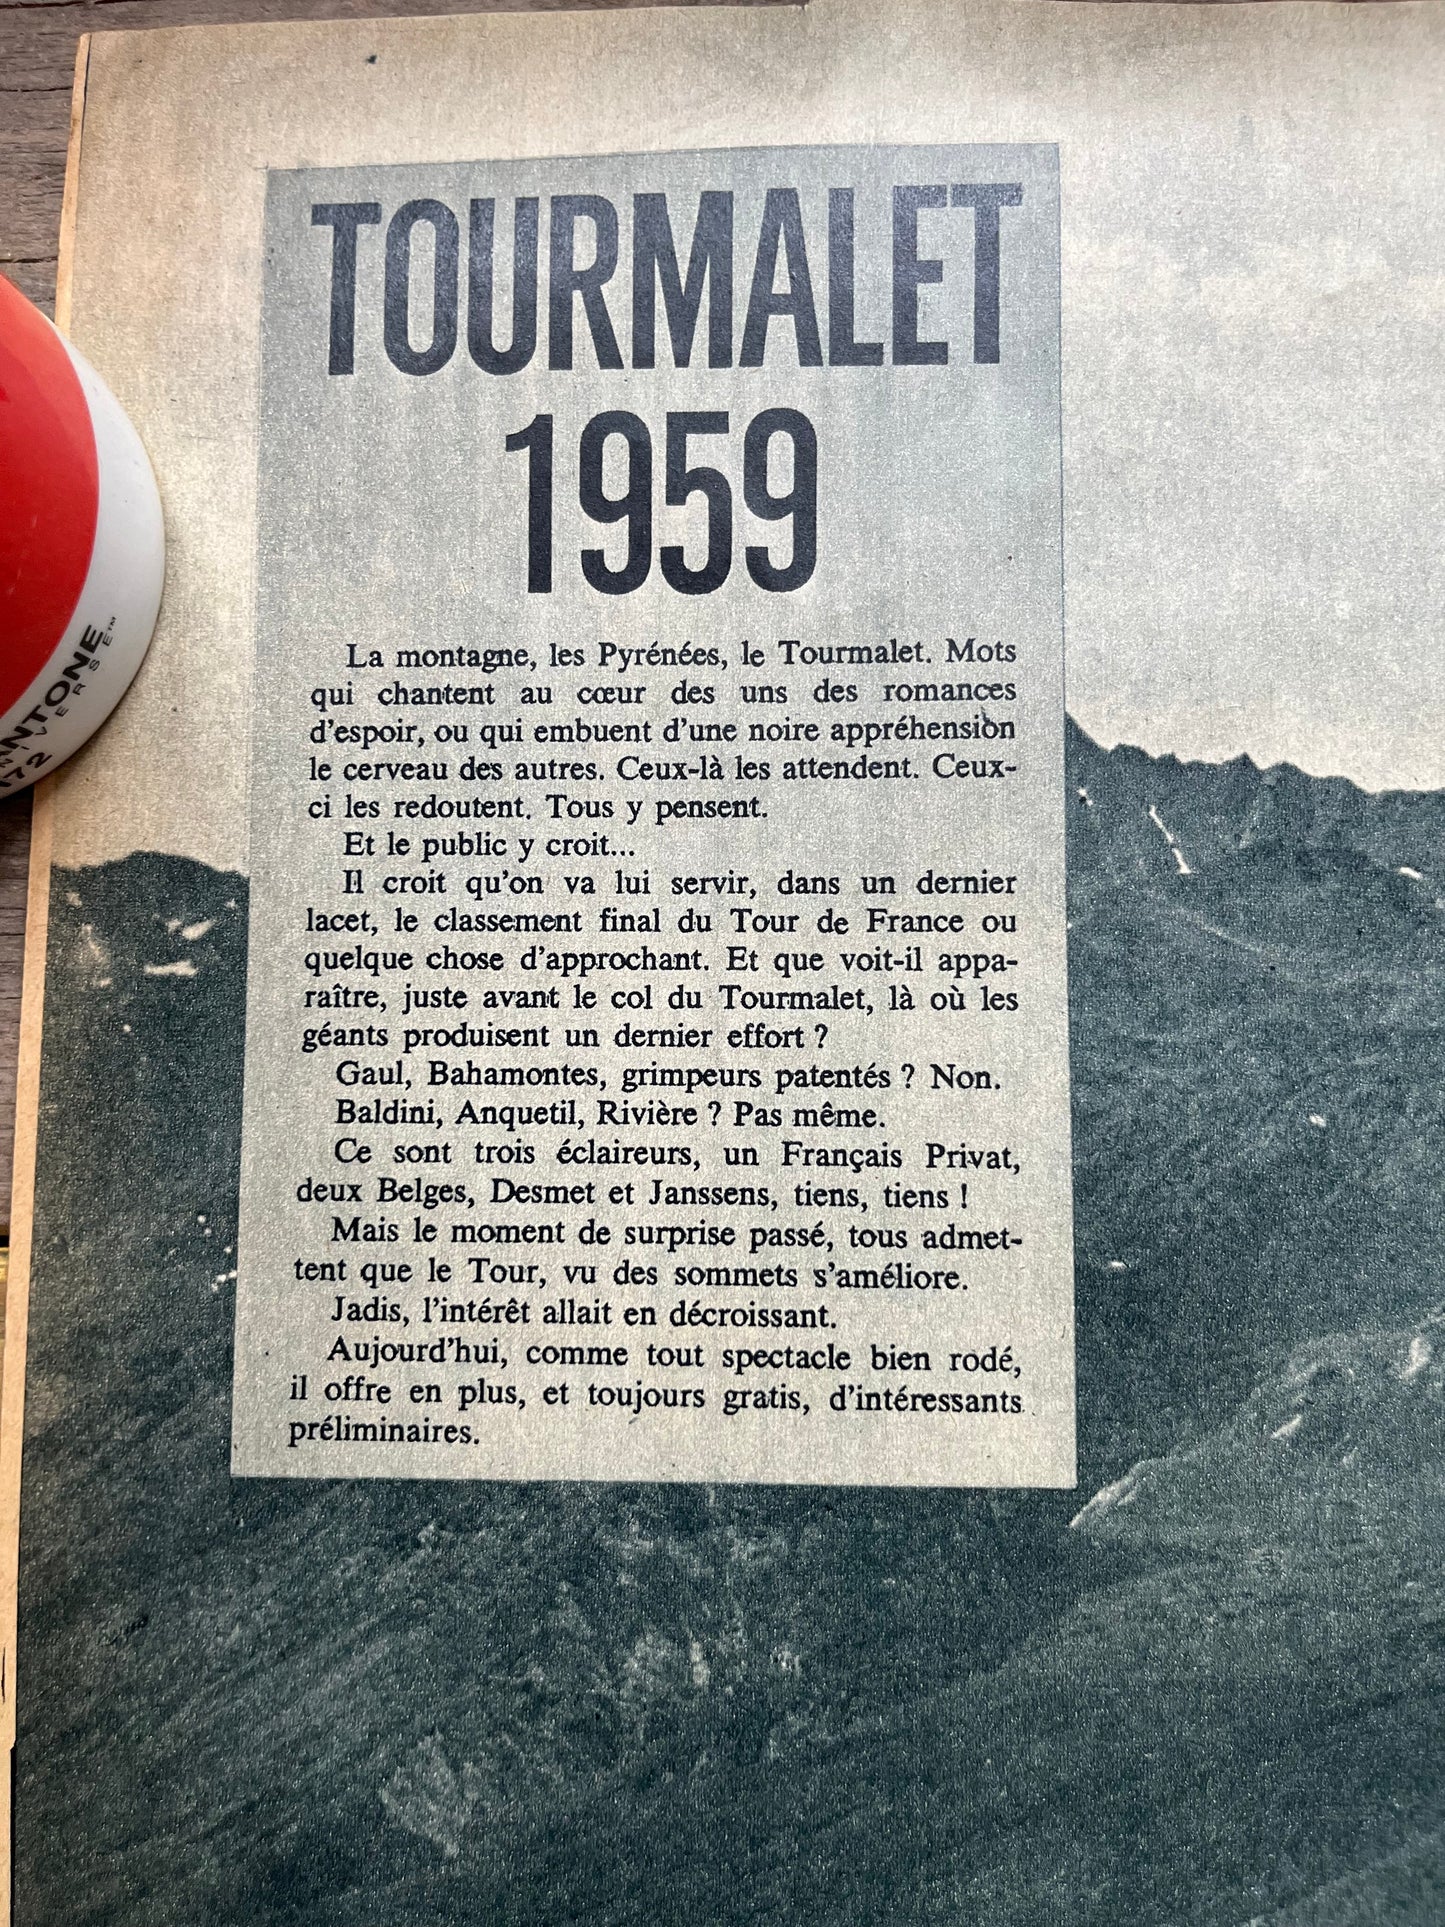 TOURMALET
1959
La montagne, les Pyrénées, le Tourmalet. Mots
qui chantent au cœur des uns des romances
d'espoir, ou qui embuent d'une noire appréhension
le cerveau des autres. Ceux-là les attendent. Ceux-
ci les redoutent. Tous y pensent.
Et le public y croit...
Il croit qu'on va lui servir, dans un dernier
lacet, le classement final du Tour de France ou
quelque chose d'approchant. Et que voit-il appa-
raître, juste avant le col du Tourmalet, là où les
géants produisent un dernier effort ?
Gaul, Bahamontes, grimpeurs patentés ? Non.
Baldini, Anquetil, Rivière ? Pas même.
Ce sont trois éclaireurs, un Français Privat,
deux Belges, Desmet et Janssens, tiens, tiens !
Mais le moment de surprise passé, tous admet-
tent que le Tour, vu des sommets s'améliore.
Jadis, l'intérêt allait en décroissant.
Aujourd'hui, comme tout spectacle bien rodé,
il offre en plus, et toujours gratis, d'intéressants
préliminaires.